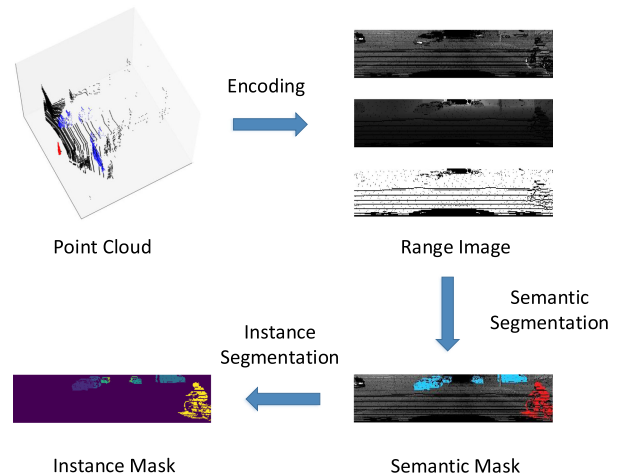 Encoding
Point Cloud
Range Image
Semantic
Segmentation
Instance
Segmentation
Instance Mask
Semantic Mask